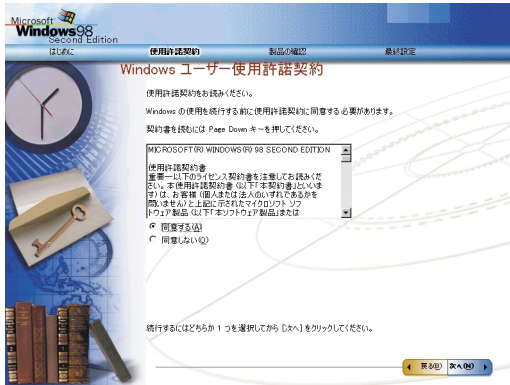 Microsoft
Windows98
Second Edition
はじめに 使用許諾契約 製品の確認 最終設定
Windows ユーザー使用許諾契約
使用許諾契約をお読みください。
Windows の使用を続行する前に使用許諾契約に同意する必要があります。
契約書を読むには Page Down キーを押してください。
MICROSOFT(R) WINDOWS(R) 98 SECOND EDITION
使用許諾契約書
重要－以下のライセンス契約書を注意してお読みくだ
さい。本使用許諾契約書 (以下｢本契約書｣といいま
す) は、お客様 (個人または法人のいずれであるかを
問いません) と上記に示されたマイクロソフト ソフ
トウェア製品 (以下｢本ソフトウェア製品｣または
同意する(A)
同意しない(O)
続行するにはどちらか 1 つを選択してから [次へ] をクリックしてください。
戻る(B) 次へ(N)